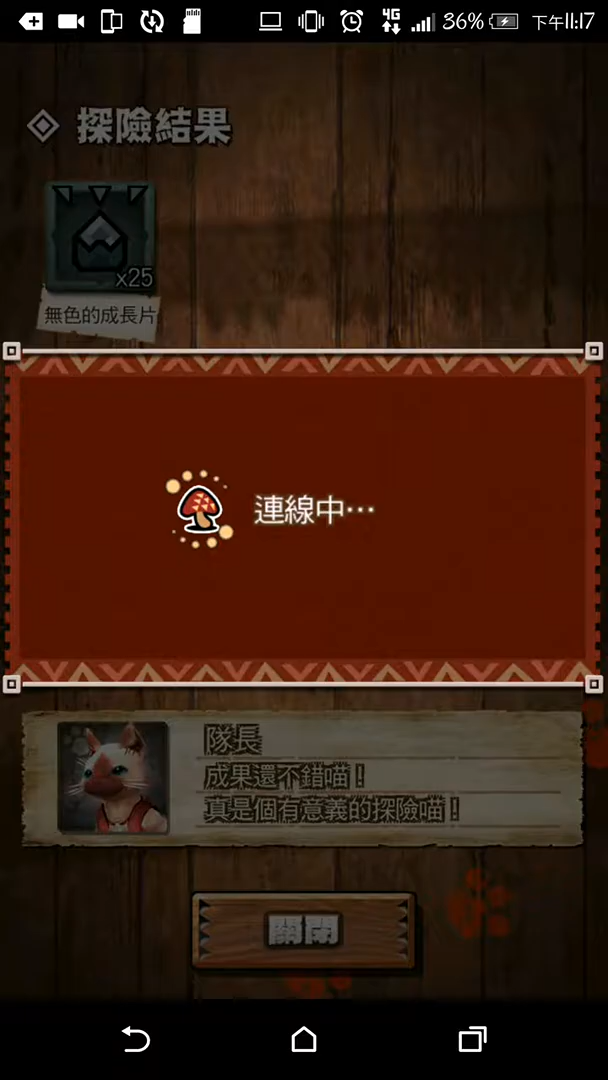 4G 36% 下午11:17
探險結果
x25
無色的成長片
連線中…
隊長
成果還不錯喵！
真是個有意義的探險喵！
關閉